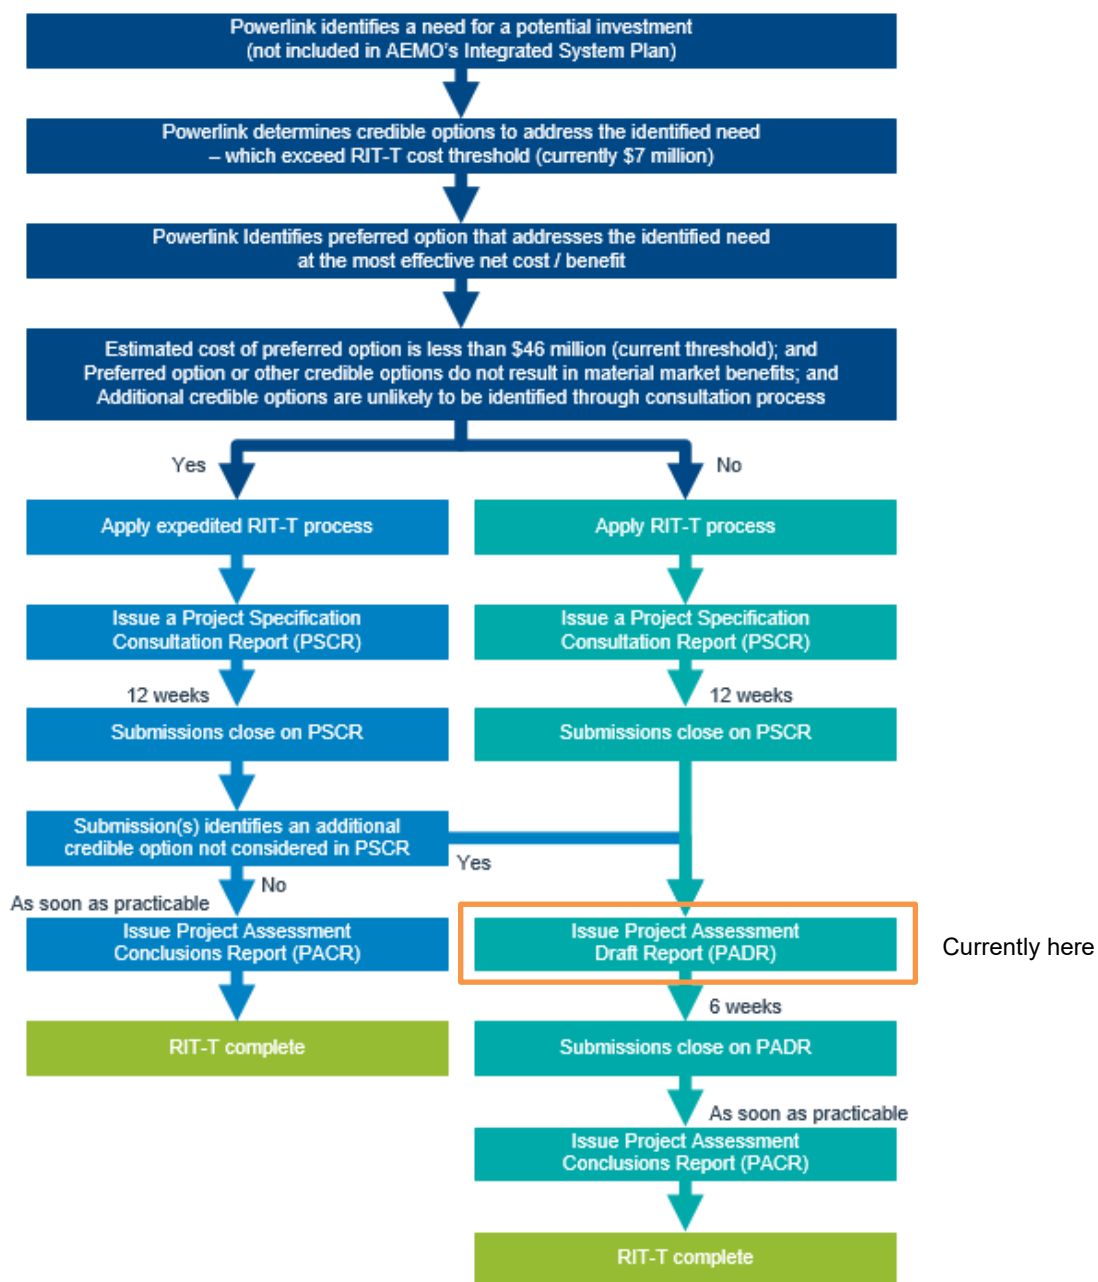 Powerlink identifies a need for a potential investment
(not included in AEMO's Integrated System Plan)
Powerlink determines credible options to address the identified need
– which exceed RIT-T cost threshold (currently $7 million)
Powerlink Identifies preferred option that addresses the identified need
at the most effective net cost / benefit
Estimated cost of preferred option is less than $46 million (current threshold); and
Preferred option or other credible options do not result in material market benefits; and
Additional credible options are unlikely to be identified through consultation process
Yes
No
Apply expedited RIT-T process
Apply RIT-T process
Issue a Project Specification
Consultation Report (PSCR)
Issue a Project Specification
Consultation Report (PSCR)
12 weeks
12 weeks
Submissions close on PSCR
Submissions close on PSCR
Submission(s) identifies an additional
credible option not considered in PSCR
Yes
No
As soon as practicable
Issue Project Assessment
Conclusions Report (PACR)
Issue Project Assessment
Draft Report (PADR)
Currently here
6 weeks
RIT-T complete
Submissions close on PADR
As soon as practicable
Issue Project Assessment
Conclusions Report (PACR)
RIT-T complete